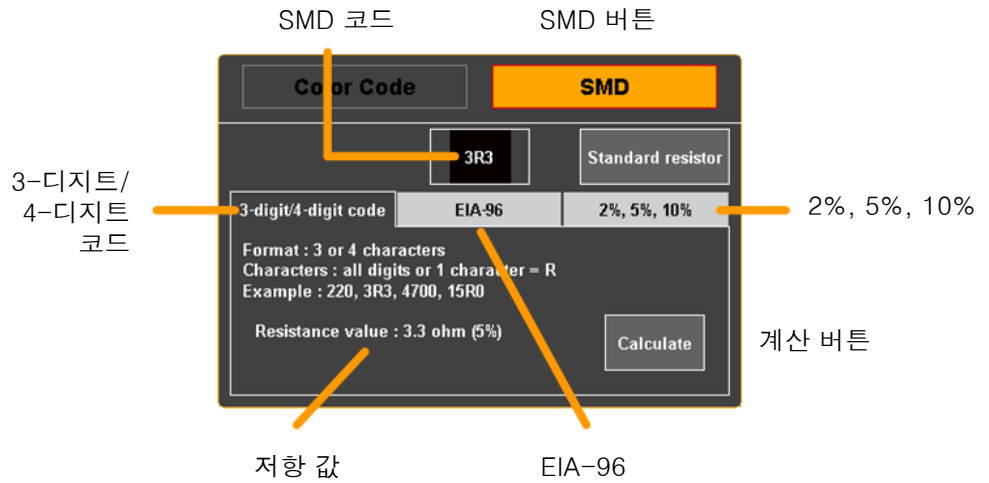 SMD 코드
SMD 버튼
Color Code
SMD
3R3
Standard resistor
3-디지트/
4-디지트
코드
3-digit/4-digit code
EIA-96
2%, 5%, 10%
2%, 5%, 10%
Format : 3 or 4 characters
Characters : all digits or 1 character = R
Example : 220, 3R3, 4700, 15R0
Resistance value : 3.3 ohm (5%)
Calculate
계산 버튼
저항 값
EIA-96